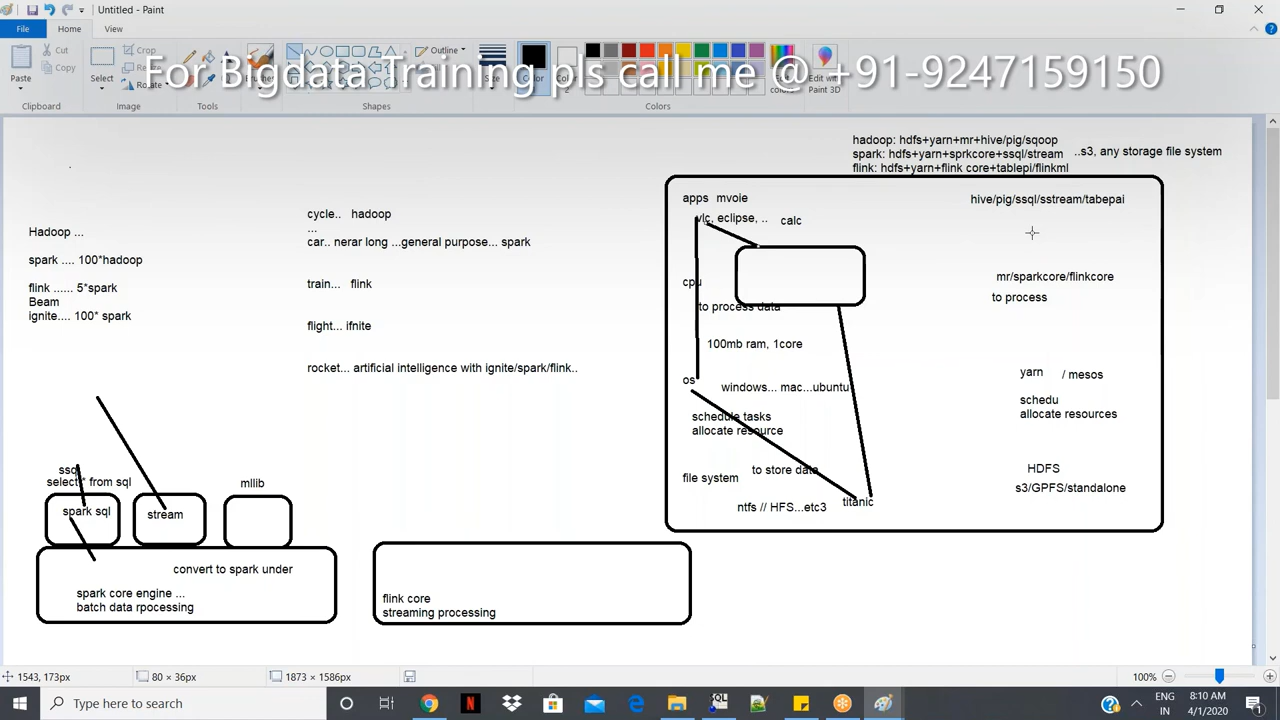 Untitled - Paint
File
Home
View
Paste
Cut
Copy
Clipboard
Select
Crop
Image
Tools
Shapes
Outline
Color
Colors
Edit with
Paint 3D
For Bigdata Training pls call me @ +91-9247159150
hadoop: hdfs+yarn+mr+hive/pig/sqoop
spark: hdfs+yarn+sprkcore+ssql/stream
..s3, any storage file system
flink: hdfs+yarn+flink core+tablepi/flinkml
Hadoop ...
spark .... 100*hadoop
flink ...... 5*spark
Beam
Ignite.... 100* spark
cycle.. hadoop
...
car.. nerar long ...general purpose... spark
train... flink
flight... ifnite
rocket... artificial intelligence with ignite/spark/flink..
apps mvoie
vlc, eclipse, .. calc
cpu
to process data
100mb ram, 1core
os
windows... mac...ubuntu
schedule tasks
allocate resource
to store data
file system
ntfs // HFS...etc3
titanic
hive/pig/ssql/sstream/tabepai
mr/sparkcore/flinkcore
to process
yarn / mesos
schedu
allocate resources
HDFS
s3/GPFS/standalone
ssql
select * from sql
mllib
spark sql
stream
convert to spark under
spark core engine ...
batch data rpocessing
flink core
streaming processing
1543, 173px
80 × 36px
1873 × 1586px
100%
Type here to search
ENG
IN
8:10 AM
4/1/2020